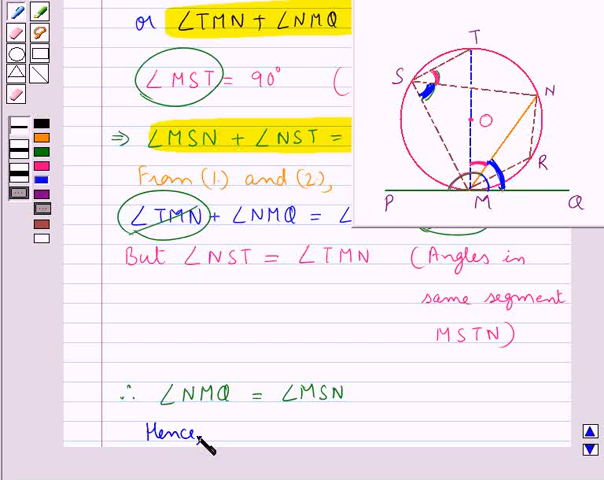 or ∠TMN + ∠NMQ
∠MST = 90° (
⇒ ∠MSN + ∠NST =
From (1.) and (2.),
∠TMN + ∠NMQ = ∠
But ∠NST = ∠TMN (Angles in
same segment
MSTN)
∴ ∠NMQ = ∠MSN
Hence,
T
S
N
O
R
P
M
Q